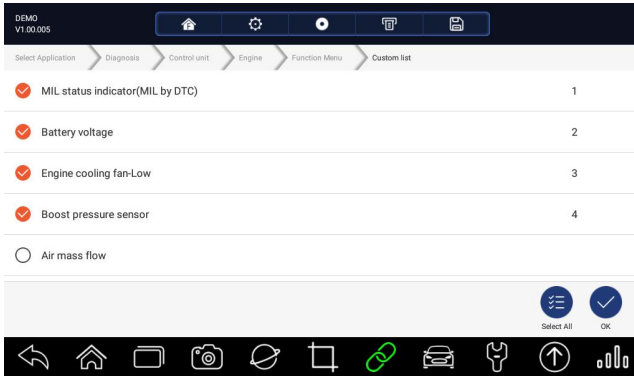 DEMO
V1.00.005
Select Application Diagnosis Control unit Engine Function Menu Custom list
MIL status indicator(MIL by DTC) 1
Battery voltage 2
Engine cooling fan-Low 3
Boost pressure sensor 4
Air mass flow
Select All OK